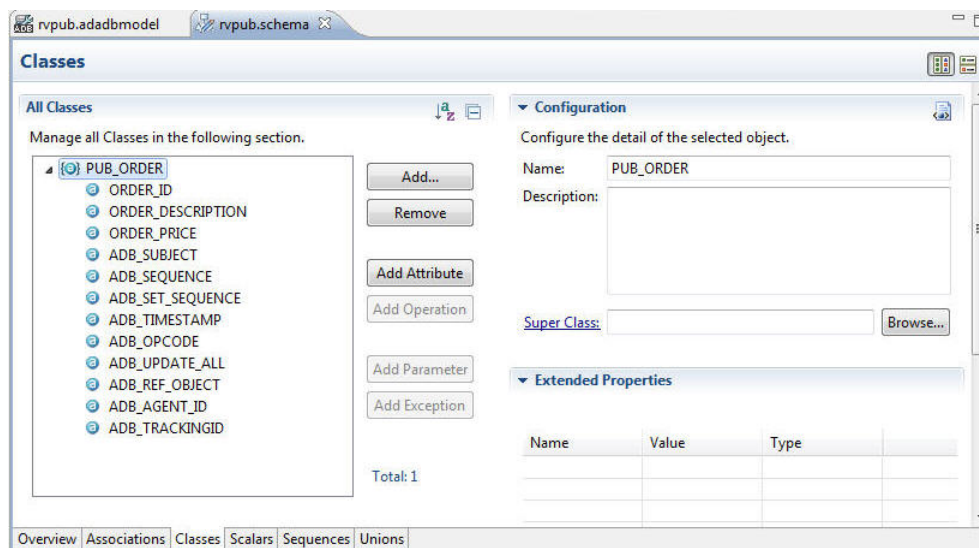 rvpub.adadbmodel
rvpub.schema
Classes
All Classes
Manage all Classes in the following section.
PUB_ORDER
ORDER_ID
ORDER_DESCRIPTION
ORDER_PRICE
ADB_SUBJECT
ADB_SEQUENCE
ADB_SET_SEQUENCE
ADB_TIMESTAMP
ADB_OPCODE
ADB_UPDATE_ALL
ADB_REF_OBJECT
ADB_AGENT_ID
ADB_TRACKINGID
Add...
Remove
Add Attribute
Add Operation
Add Parameter
Add Exception
Total: 1
Configuration
Configure the detail of the selected object.
Name: PUB_ORDER
Description:
Super Class: Browse...
Extended Properties
Name Value Type
Overview Associations Classes Scalars Sequences Unions